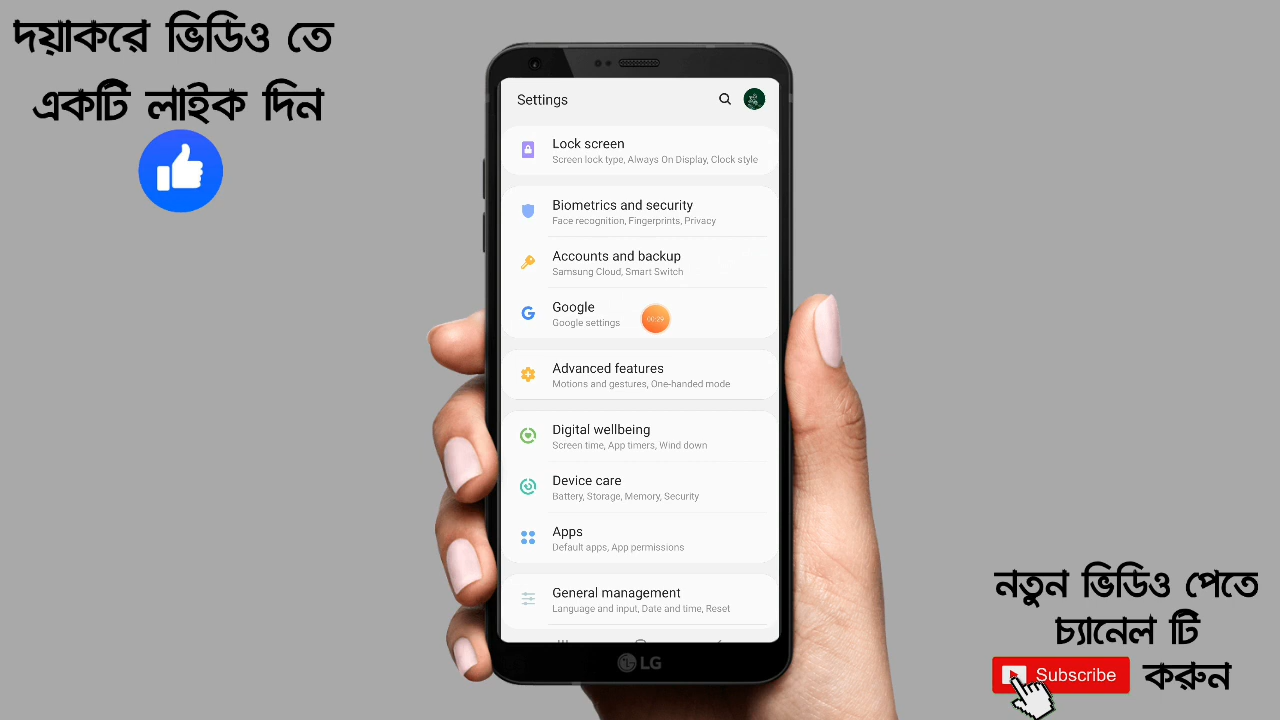 দয়াকরে ভিডিও তে
একটি লাইক দিন
Settings
Lock screen
Screen lock type, Always On Display, Clock style
Biometrics and security
Face recognition, Fingerprints, Privacy
Accounts and backup
Samsung Cloud, Smart Switch
Google
Google settings
00:29
Advanced features
Motions and gestures, One-handed mode
Digital wellbeing
Screen time, App timers, Wind down
Device care
Battery, Storage, Memory, Security
Apps
Default apps, App permissions
General management
Language and input, Date and time, Reset
LG
নতুন ভিডিও পেতে
চ্যানেল টি
Subscribe করুন